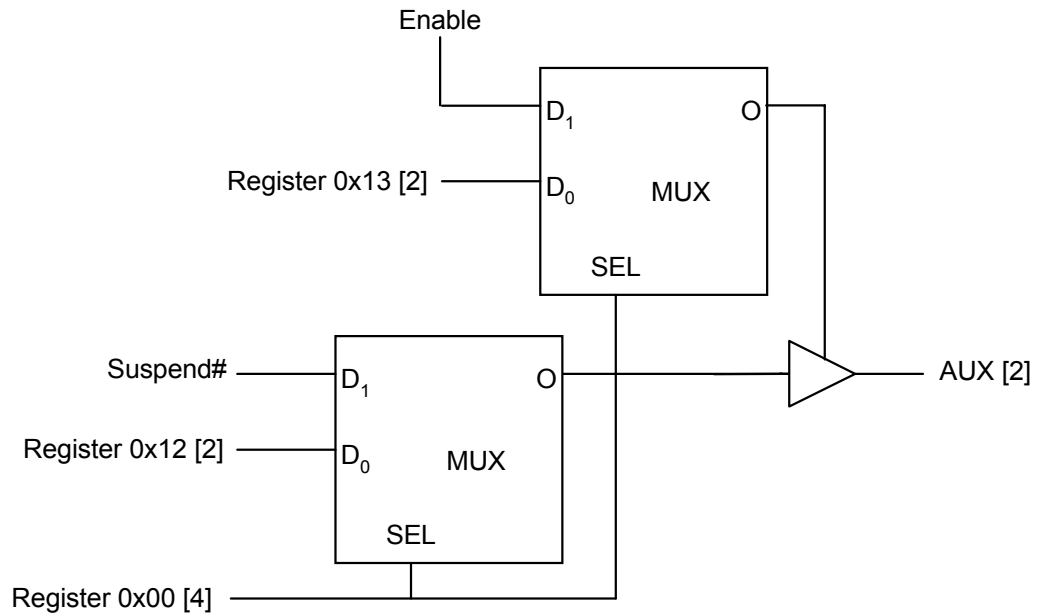 Enable
D1
O
Register 0x13 [2]
D0
MUX
SEL
Suspend#
D1
O
AUX [2]
Register 0x12 [2]
D0
MUX
SEL
Register 0x00 [4]